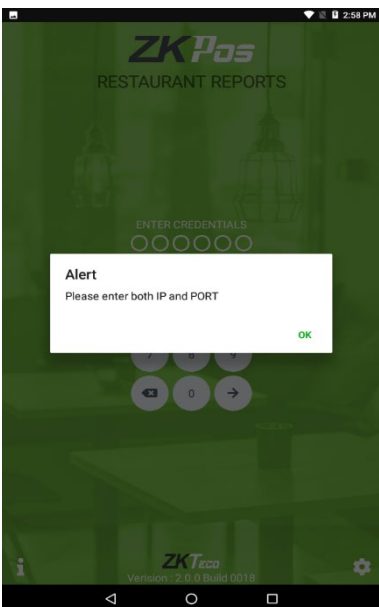 2:58 PM
ZKPos
RESTAURANT REPORTS
ENTER CREDENTIALS
Alert
Please enter both IP and PORT
OK
7 8 9
0
ZKTECO
Verision : 2.0.0 Build 0018